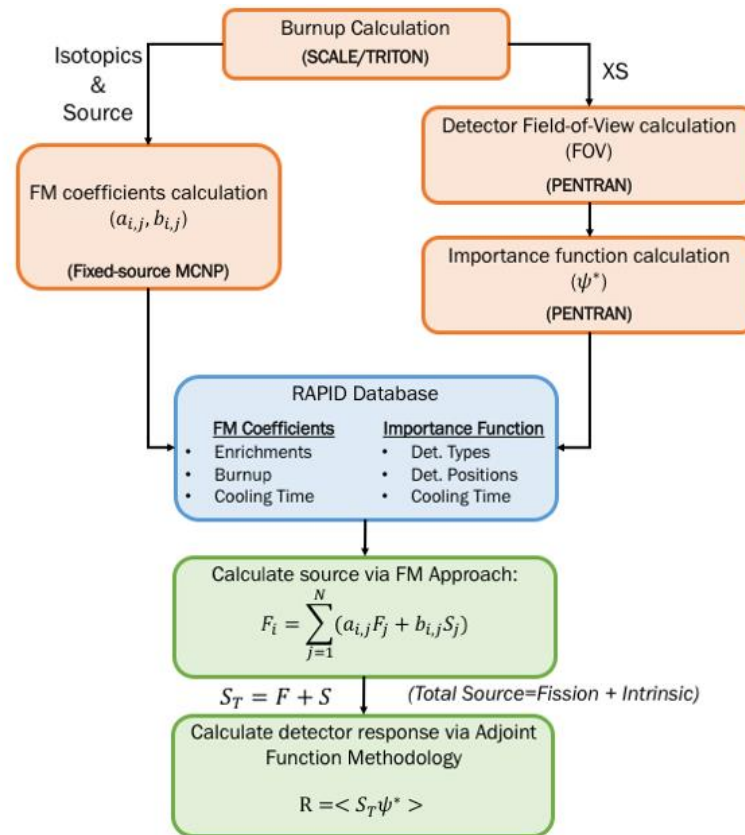 Burnup Calculation
(SCALE/TRITON)
Isotopics
&
Source
XS
FM coefficients calculation
(a_{i,j}, b_{i,j})
(Fixed-source MCNP)
Detector Field-of-View calculation
(FOV)
(PENTRAN)
Importance function calculation
(ψ*)
(PENTRAN)
RAPID Database
FM Coefficients
• Enrichments
• Burnup
• Cooling Time
Importance Function
• Det. Types
• Det. Positions
• Cooling Time
Calculate source via FM Approach:
F_i = \sum_{j=1}^{N} (a_{i,j}F_j + b_{i,j}S_j)
S_T = F + S
(Total Source=Fission + Intrinsic)
Calculate detector response via Adjoint
Function Methodology
R =< S_T ψ* >